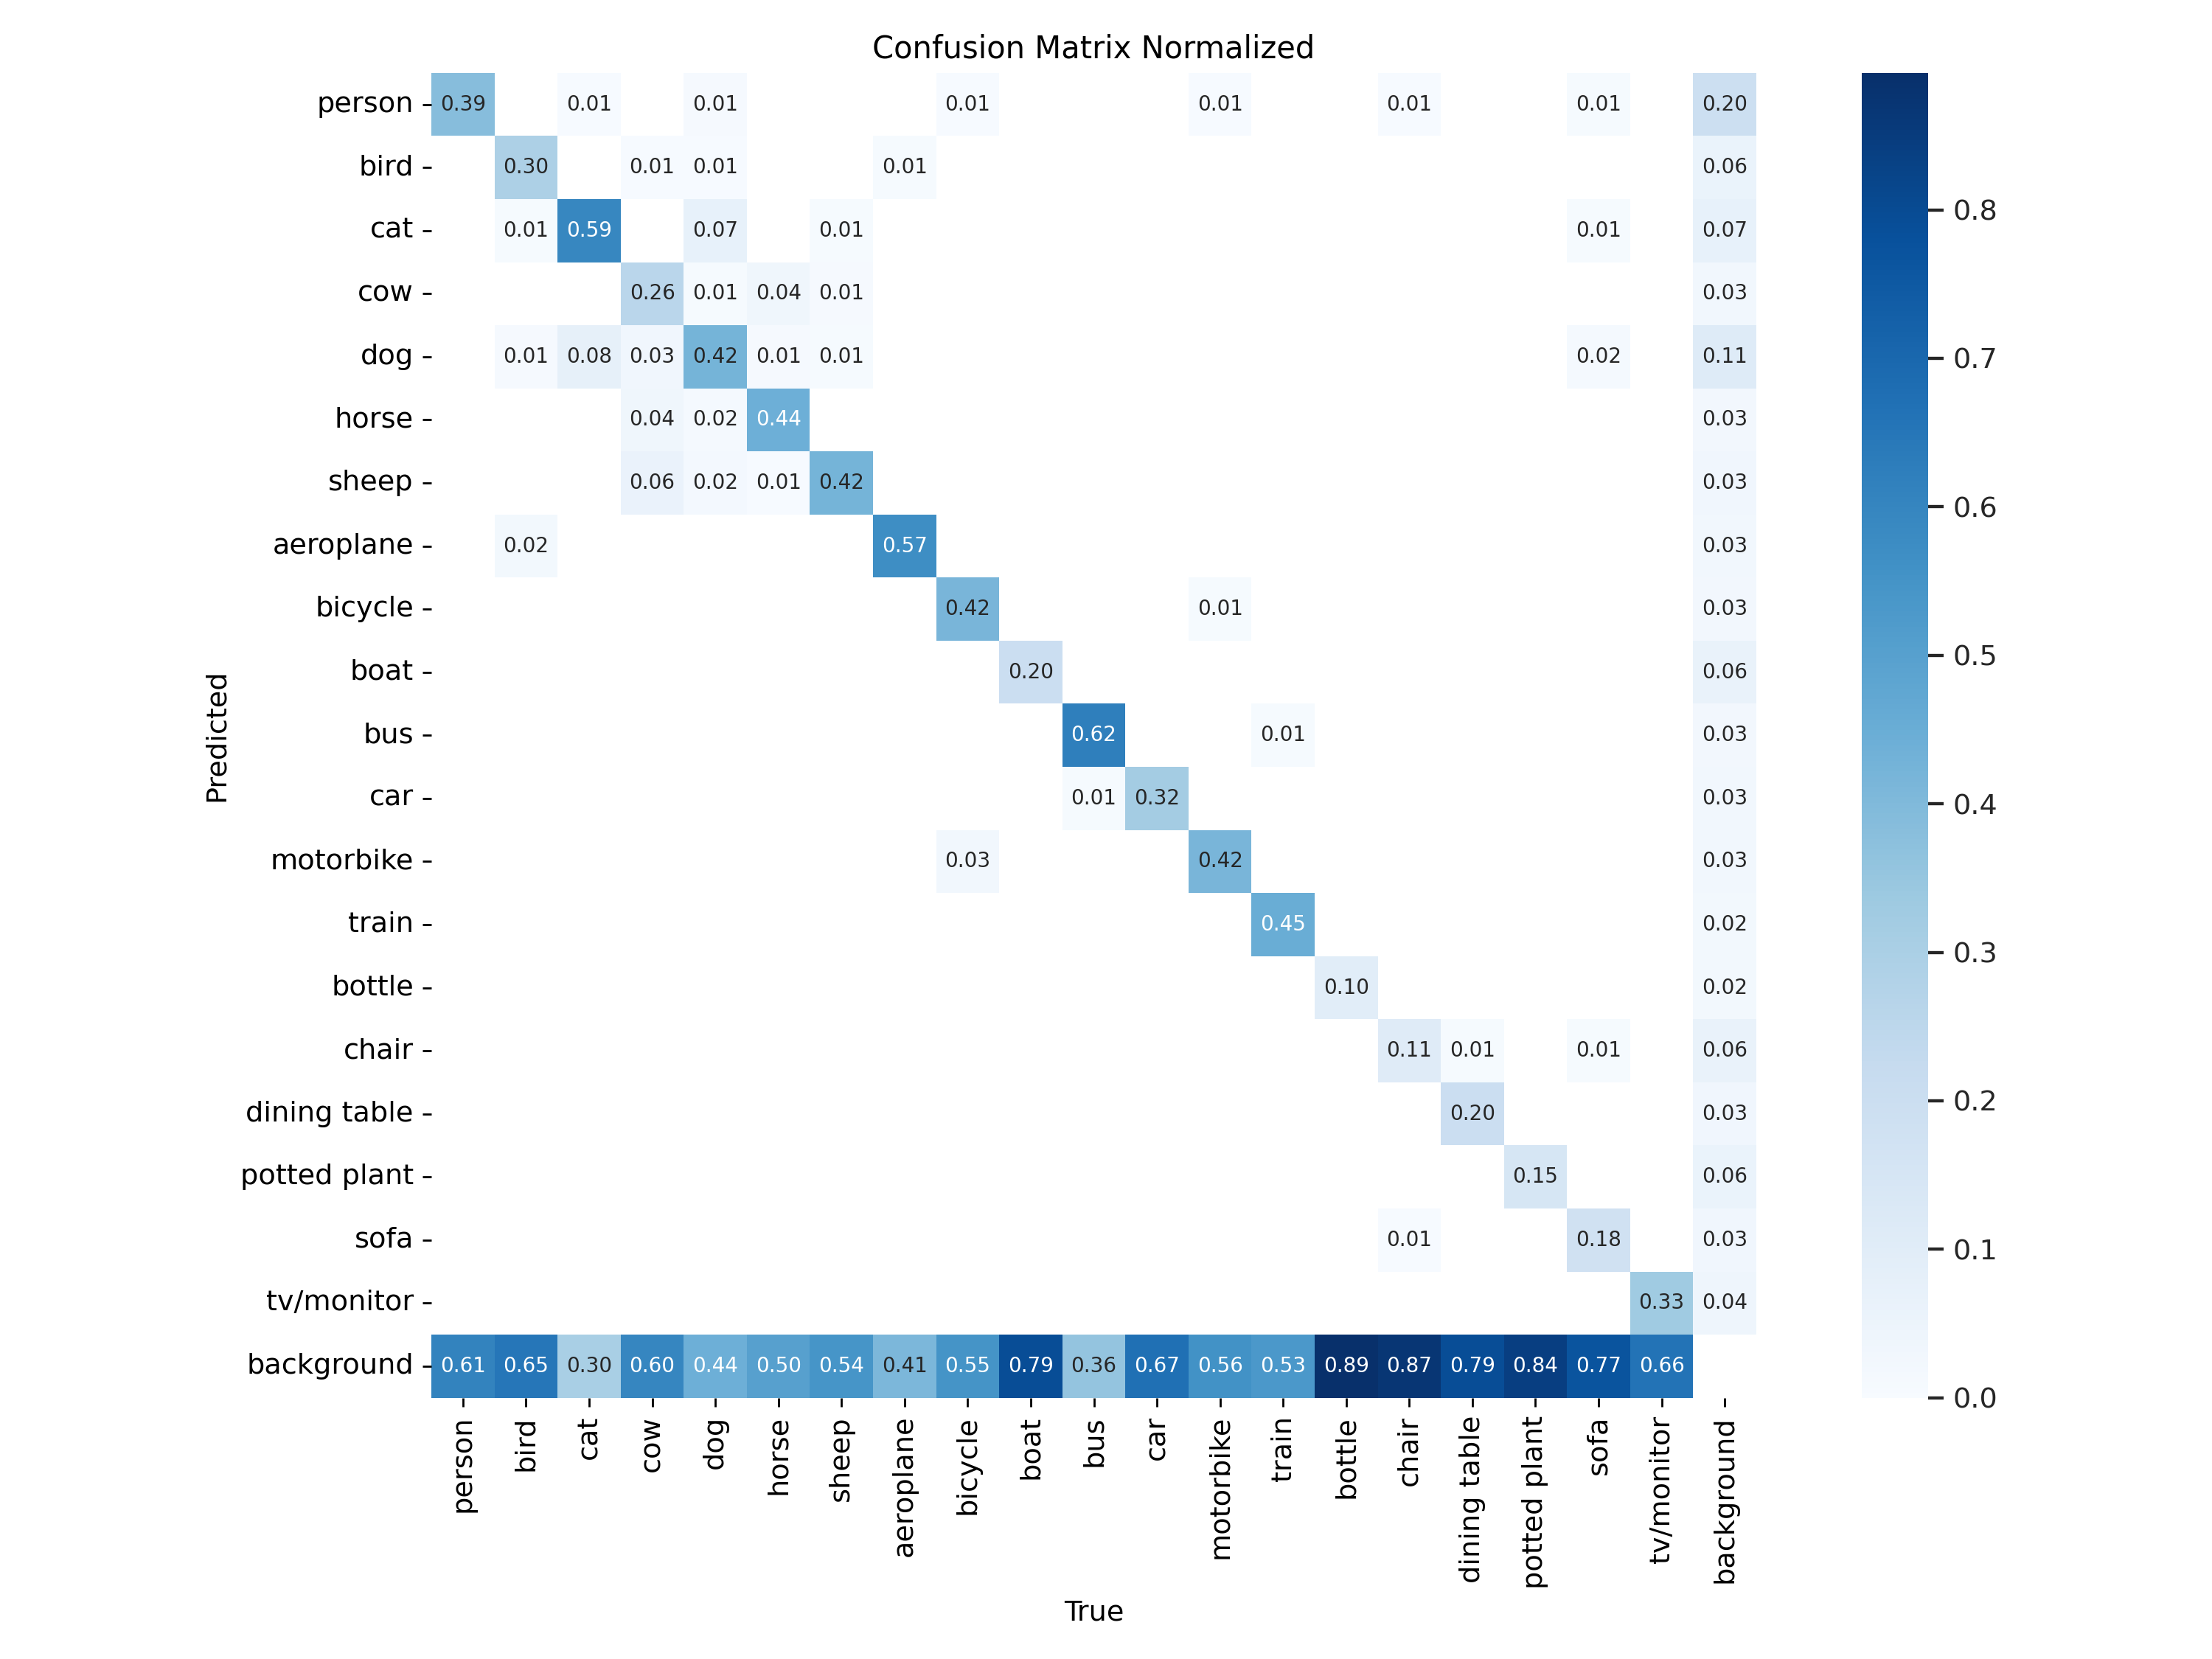 Confusion Matrix Normalized
person 0.39 0.01 0.01 0.01 0.01 0.01 0.01 0.20
bird 0.30 0.01 0.01 0.01 0.06
cat 0.01 0.59 0.07 0.01 0.01 0.07
cow 0.26 0.01 0.04 0.01 0.03
dog 0.01 0.08 0.03 0.42 0.01 0.01 0.02 0.11
horse 0.04 0.02 0.44 0.03
sheep 0.06 0.02 0.01 0.42 0.03
aeroplane 0.02 0.57 0.03
bicycle 0.42 0.01 0.03
boat 0.20 0.06
bus 0.62 0.01 0.03
car 0.01 0.32 0.03
motorbike 0.03 0.42 0.03
train 0.45 0.02
bottle 0.10 0.02
chair 0.11 0.01 0.01 0.06
dining table 0.20 0.03
potted plant 0.15 0.06
sofa 0.01 0.18 0.03
tv/monitor 0.33 0.04
background 0.61 0.65 0.30 0.60 0.44 0.50 0.54 0.41 0.55 0.79 0.36 0.67 0.56 0.53 0.89 0.87 0.79 0.84 0.77 0.66
person
bird
cat
cow
dog
horse
sheep
aeroplane
bicycle
boat
bus
car
motorbike
train
bottle
chair
dining table
potted plant
sofa
tv/monitor
background
True
Predicted
0.8
0.7
0.6
0.5
0.4
0.3
0.2
0.1
0.0